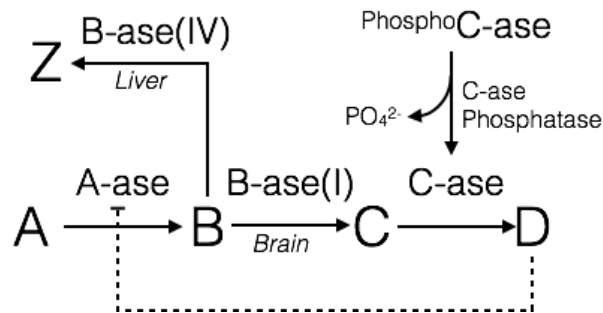 B-ase(IV)
Z
Liver
PhosphoC-ase
PO₄²⁻
C-ase
Phosphatase
A-ase
B-ase(I)
C-ase
A
B
Brain
C
D